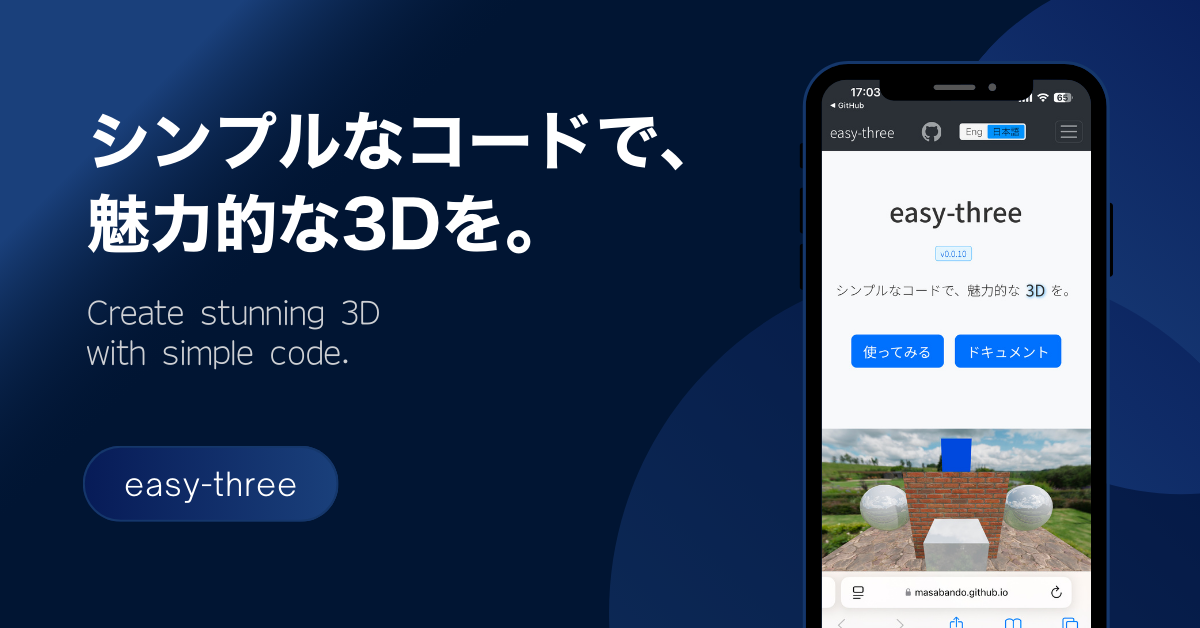 シンプルなコードで、
魅力的な3Dを。
Create stunning 3D
with simple code.
easy-three
17:03
65
◀ GitHub
easy-three
Eng 日本語
easy-three
v0.0.10
シンプルなコードで、魅力的な 3D を。
使ってみる ドキュメント
masabando.github.io